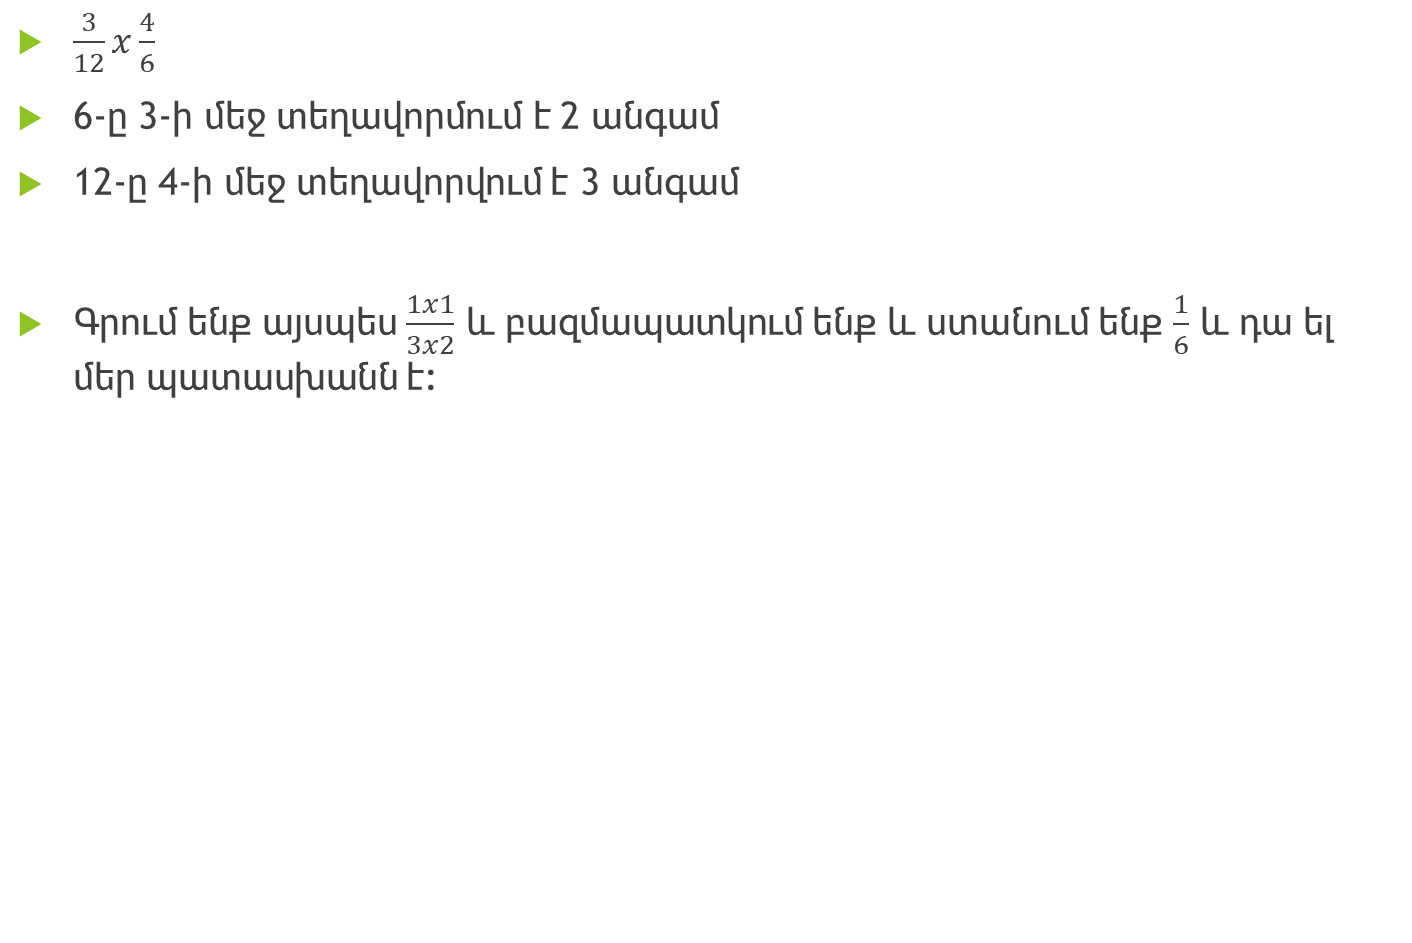 3/12 x 4/6
6-ը 3-ի մեջ տեղավորմում է 2 անգամ
12-ը 4-ի մեջ տեղավորվում է 3 անգամ
Գրում ենք այսպես 1x1/3x2 և բազմապատկում ենք և ստանում ենք 1/6 և դա ել
մեր պատասխանն է: